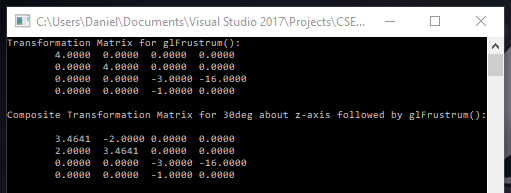 C:\Users\Daniel\Documents\Visual Studio 2017\Projects\CSE...
Transformation Matrix for glFrustrum():
4.0000 0.0000 0.0000 0.0000
0.0000 4.0000 0.0000 0.0000
0.0000 0.0000 -3.0000 -16.0000
0.0000 0.0000 -1.0000 0.0000
Composite Transformation Matrix for 30deg about z-axis followed by glFrustrum():
3.4641 -2.0000 0.0000 0.0000
2.0000 3.4641 0.0000 0.0000
0.0000 0.0000 -3.0000 -16.0000
0.0000 0.0000 -1.0000 0.0000